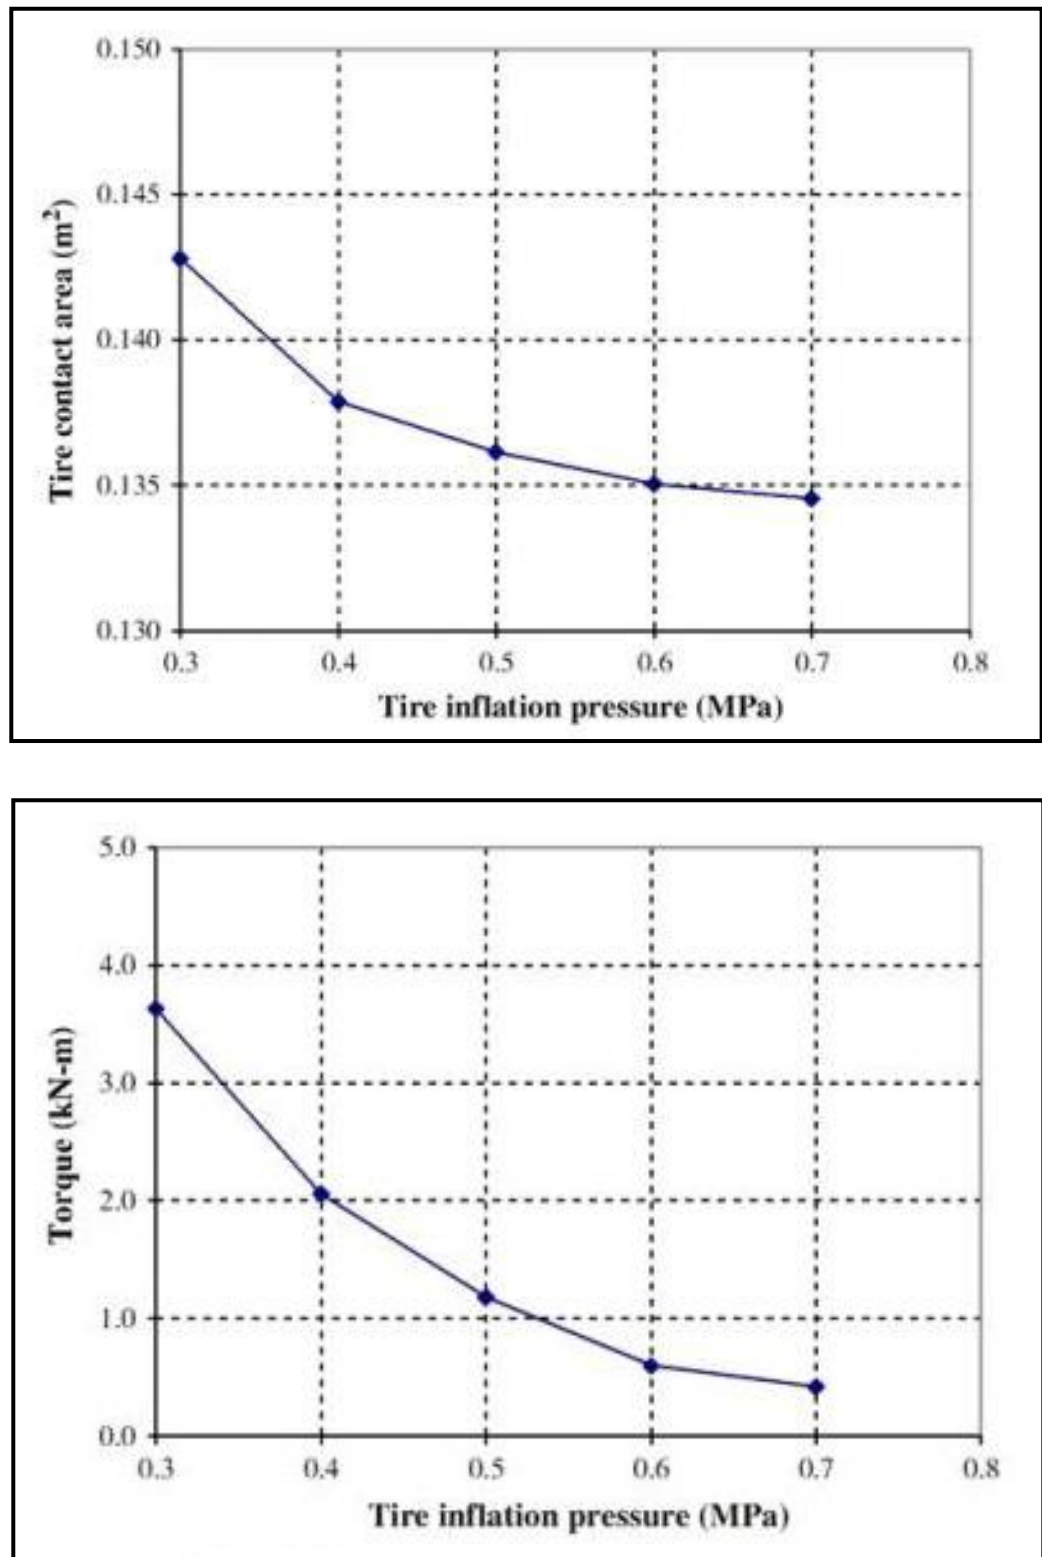 0.150
0.145
0.140
0.135
0.130
Tire contact area (m²)
0.3 0.4 0.5 0.6 0.7 0.8
Tire inflation pressure (MPa)
5.0
4.0
3.0
2.0
1.0
0.0
Torque (kN-m)
0.3 0.4 0.5 0.6 0.7 0.8
Tire inflation pressure (MPa)